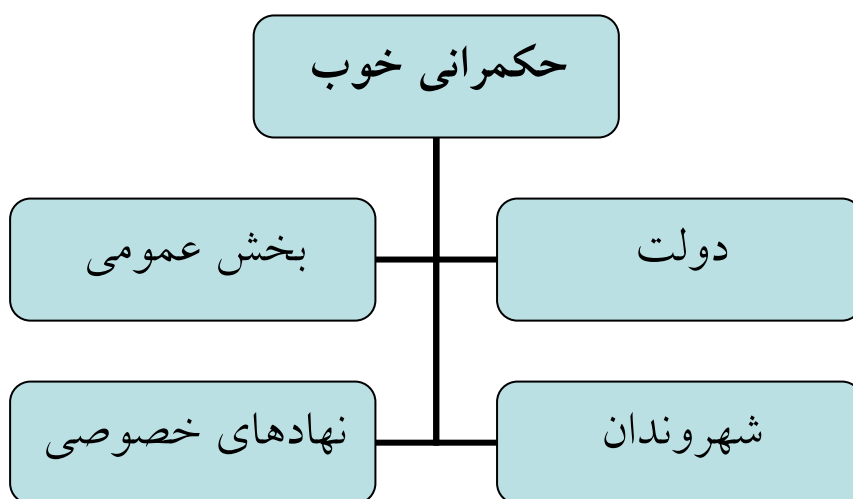 حکمرانی خوب
دولت
بخش عمومی
شهروندان
نهادهای خصوصی